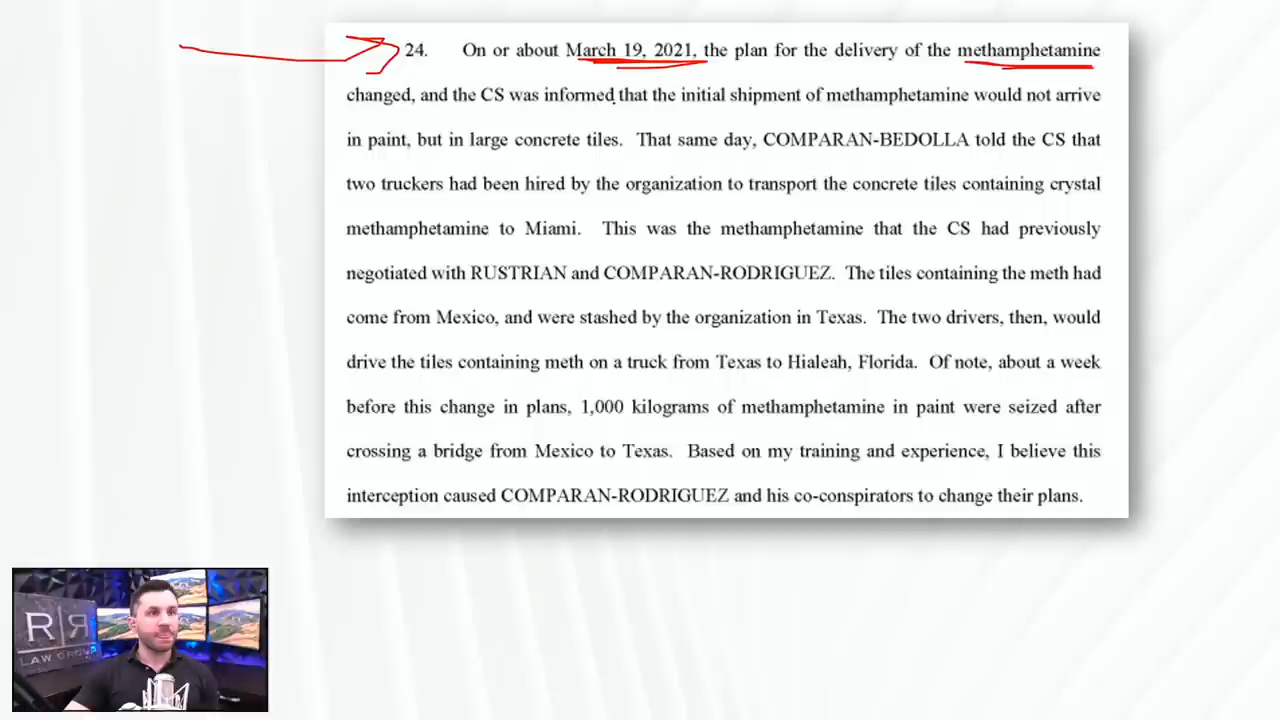 24. On or about March 19, 2021, the plan for the delivery of the methamphetamine
changed, and the CS was informed that the initial shipment of methamphetamine would not arrive
in paint, but in large concrete tiles. That same day, COMPARAN-BEDOLLA told the CS that
two truckers had been hired by the organization to transport the concrete tiles containing crystal
methamphetamine to Miami. This was the methamphetamine that the CS had previously
negotiated with RUSTRIAN and COMPARAN-RODRIGUEZ. The tiles containing the meth had
come from Mexico, and were stashed by the organization in Texas. The two drivers, then, would
drive the tiles containing meth on a truck from Texas to Hialeah, Florida. Of note, about a week
before this change in plans, 1,000 kilograms of methamphetamine in paint were seized after
crossing a bridge from Mexico to Texas. Based on my training and experience, I believe this
interception caused COMPARAN-RODRIGUEZ and his co-conspirators to change their plans.
R|Я
LAW GROUP